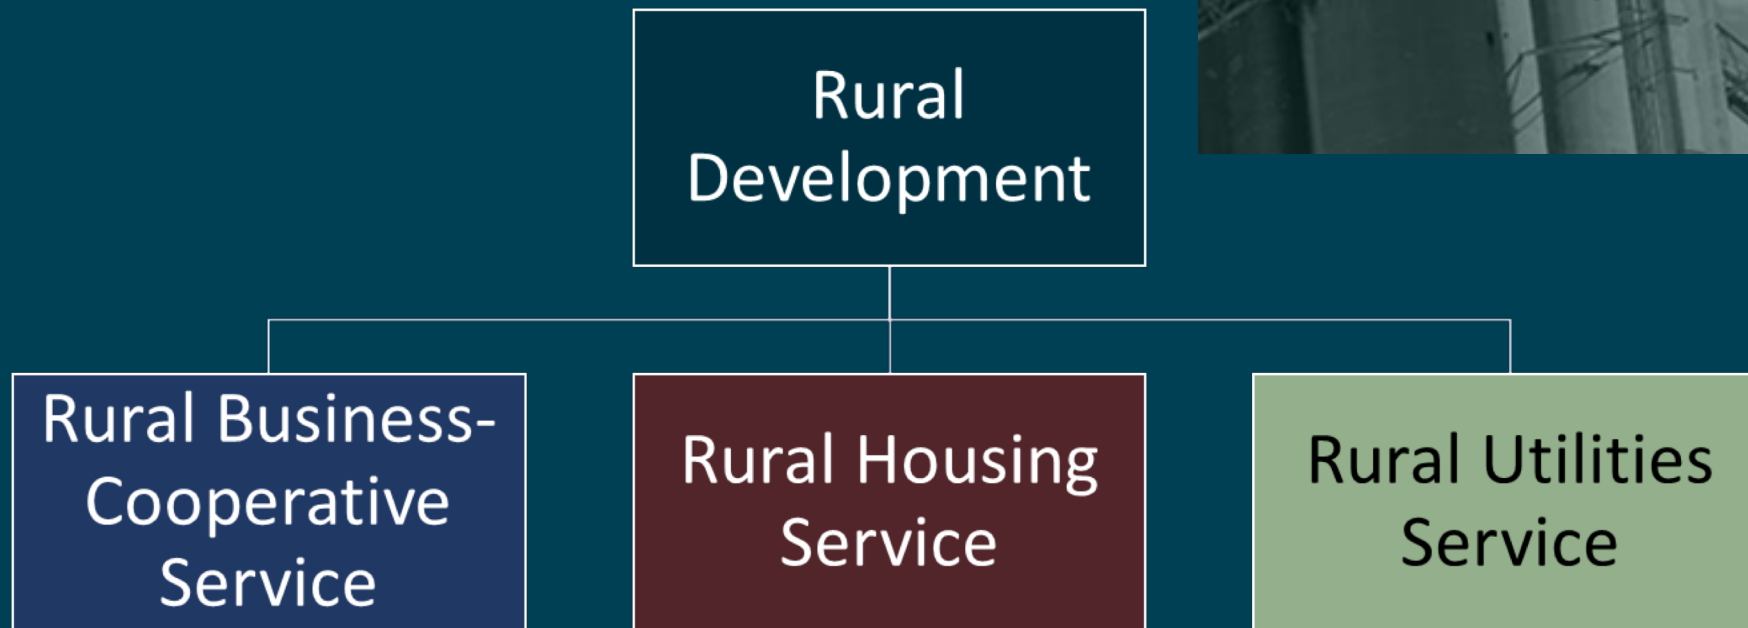 Rural
Development
Rural Business-
Cooperative
Service
Rural Housing
Service
Rural Utilities
Service